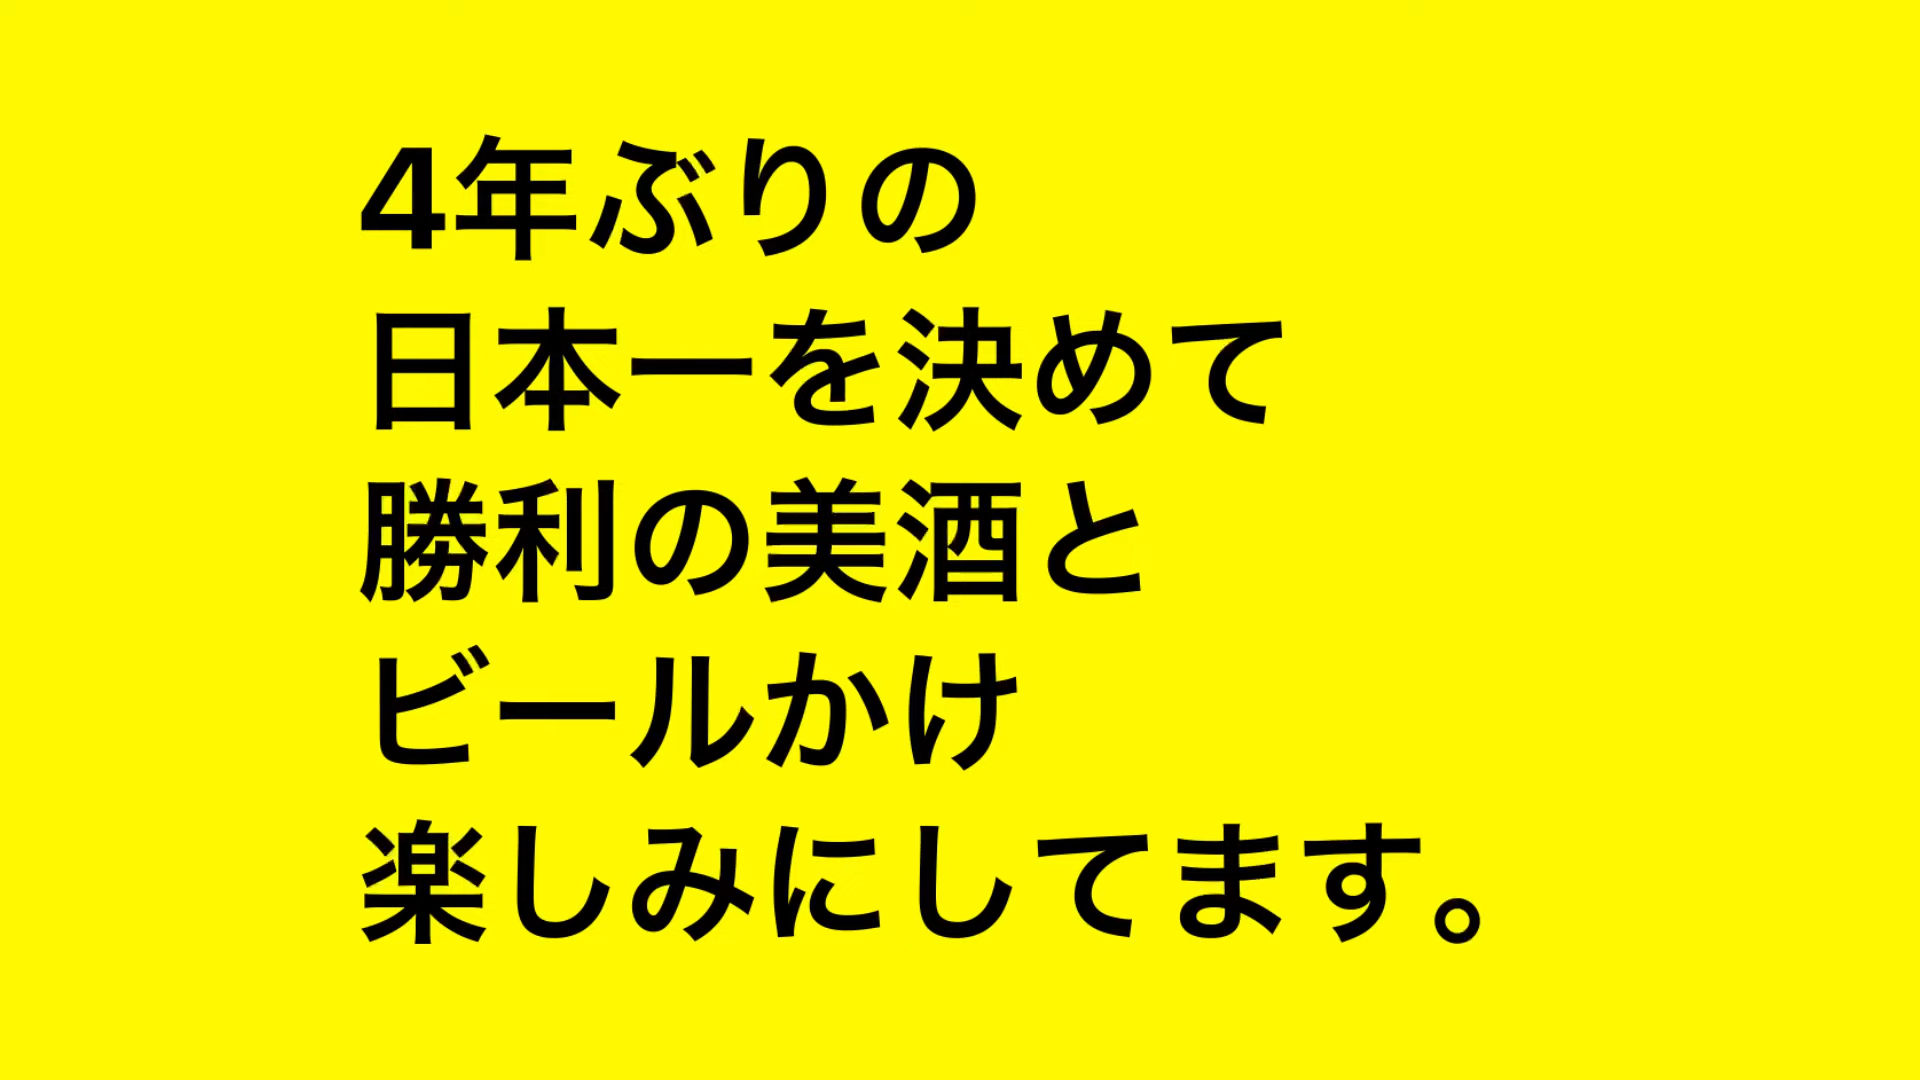 4年ぶりの
日本一を決めて
勝利の美酒と
ビールかけ
楽しみにしてます。